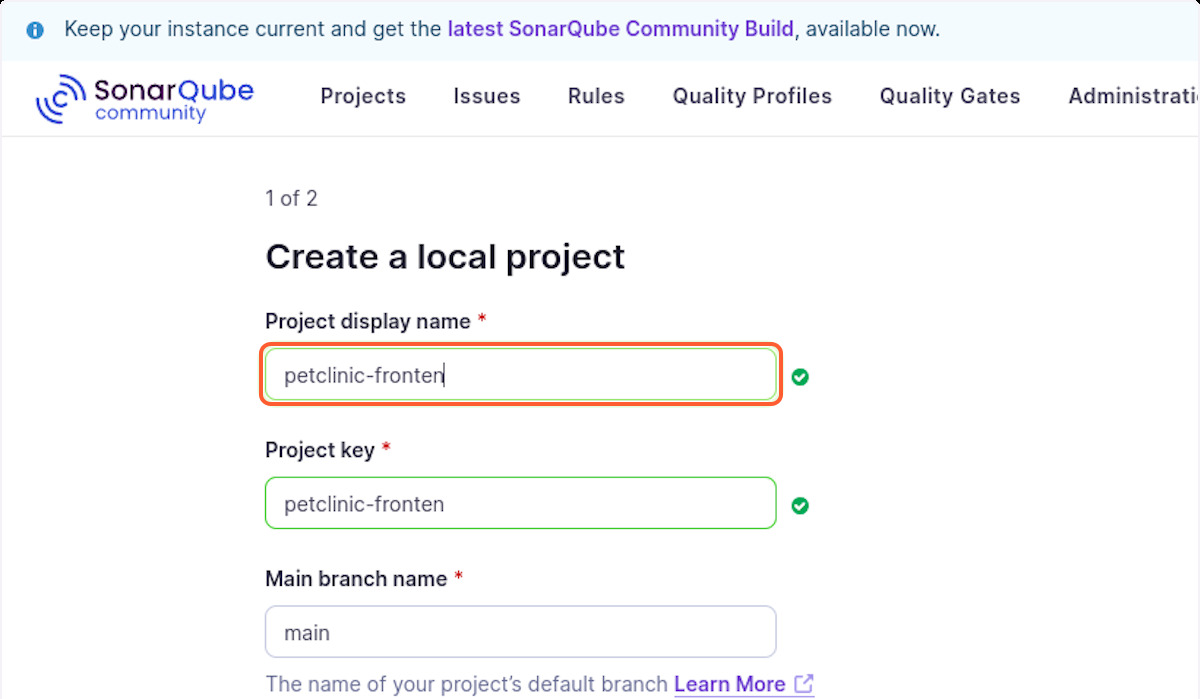 Keep your instance current and get the latest SonarQube Community Build, available now.
SonarQube community
Projects Issues Rules Quality Profiles Quality Gates Administrati
1 of 2
Create a local project
Project display name *
petclinic-fronten
Project key *
petclinic-fronten
Main branch name *
main
The name of your project’s default branch Learn More